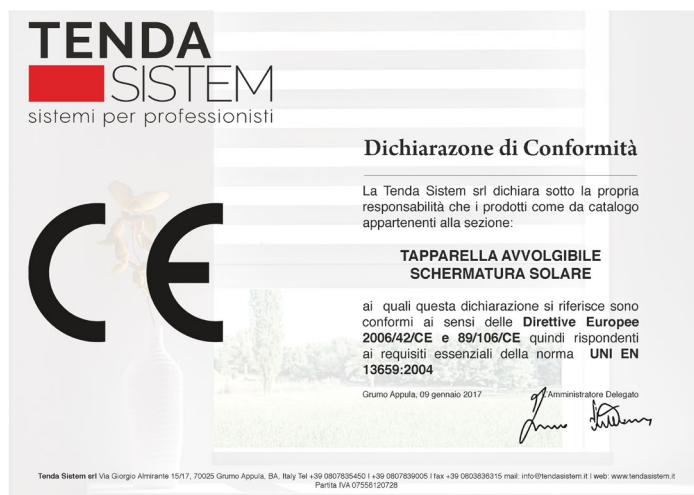 TENDA
SISTEM
sistemi per professionisti
CE
Dichiarazone di Conformità
La Tenda Sistem srl dichiara sotto la propria
responsabilità che i prodotti come da catalogo
appartenenti alla sezione:
TAPPARELLA AVVOLGIBILE
SCHERMATURA SOLARE
ai quali questa dichiarazione si riferisce sono
conformi ai sensi delle Direttive Europee
2006/42/CE e 89/106/CE quindi rispondenti
ai requisiti essenziali della norma UNI EN
13659:2004
Grumo Appula, 09 gennaio 2017
L'Amministratore Delegato
Tenda Sistem srl Via Giorgio Almirante 15/17, 70025 Grumo Appula, BA, Italy Tel +39 0807835450 | +39 0807839005 | fax +39 0803836315 mail: info@tendasistem.it | web: www.tendasistem.it
Partita IVA 07556120728